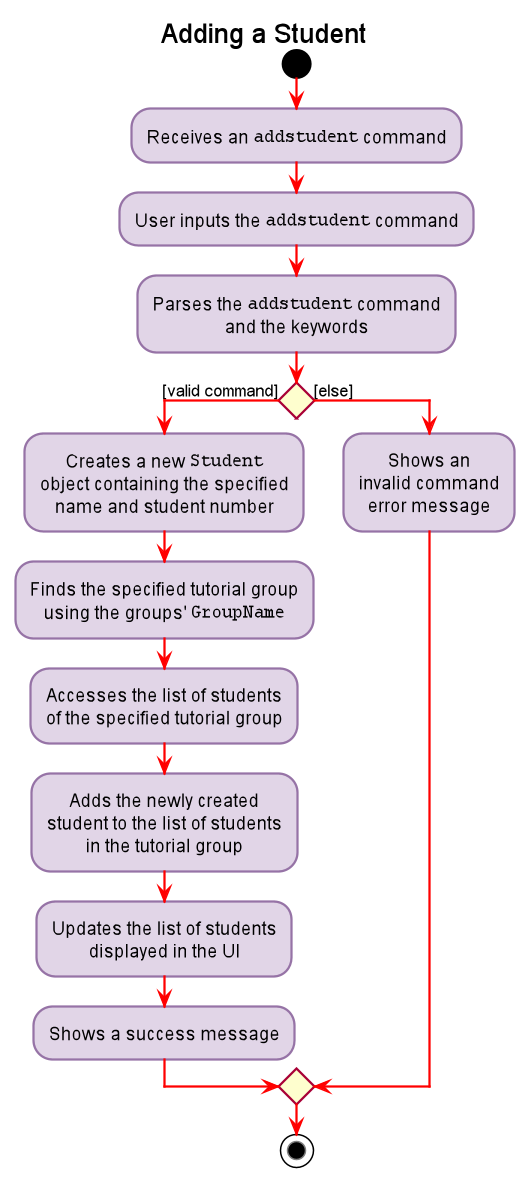 Adding a Student
Receives an addstudent command
User inputs the addstudent command
Parses the addstudent command
and the keywords
[valid command]
[else]
Creates a new Student
object containing the specified
name and student number
Shows an
invalid command
error message
Finds the specified tutorial group
using the groups' GroupName
Accesses the list of students
of the specified tutorial group
Adds the newly created
student to the list of students
in the tutorial group
Updates the list of students
displayed in the UI
Shows a success message